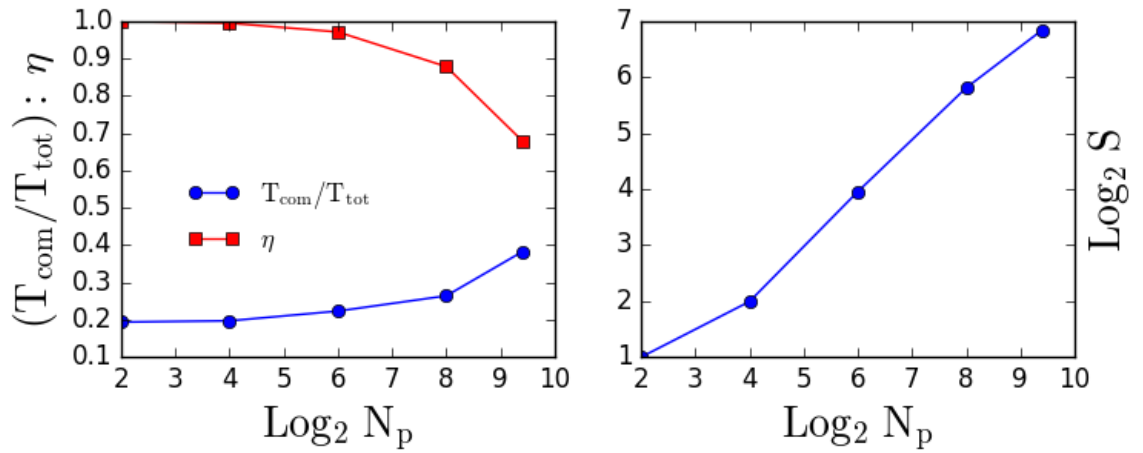 (T_com/T_tot): η
1.0
0.9
0.8
0.7
0.6
0.5
0.4
0.3
0.2
0.1
T_com/T_tot
η
2 3 4 5 6 7 8 9 10
Log_2 N_p
7
6
5
4
3
2
1
2 3 4 5 6 7 8 9 10
Log_2 N_p
Log_2 S